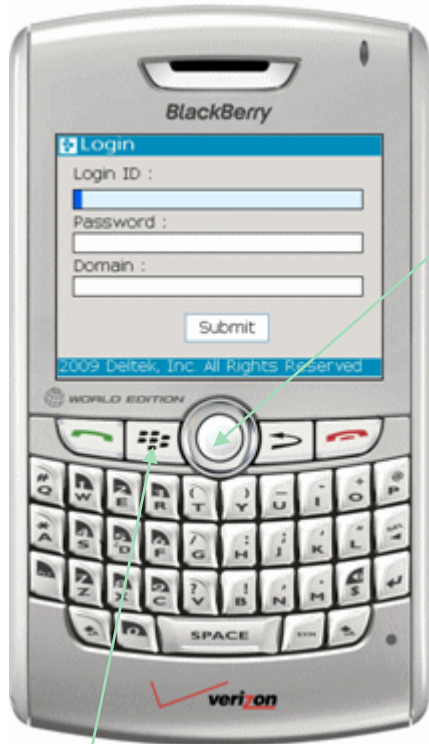 BlackBerry
Login
Login ID :
Password :
Domain :
Submit
2009 Deltek, Inc. All Rights Reserved
WORLD EDITION
Q W E R T Y U I O P
A S D F G H J K L
Z X C V B N M $
SPACE
verizon